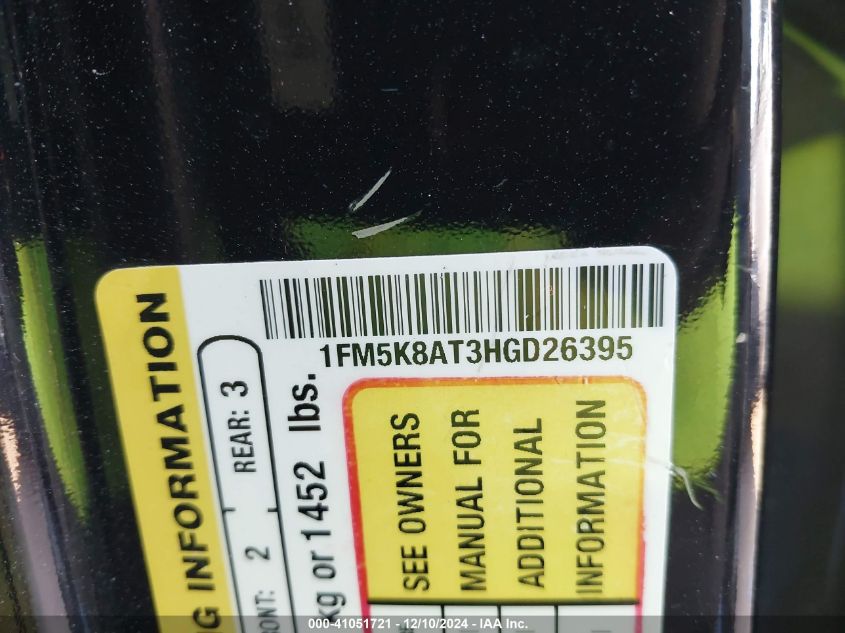 1FM5K8AT3HGD26395
NG INFORMATION
FRONT: 2 REAR: 3
kg or 1452 lbs.
SEE OWNERS
MANUAL FOR
ADDITIONAL
INFORMATION
000-41051721 - 12/10/2024 - IAA Inc.